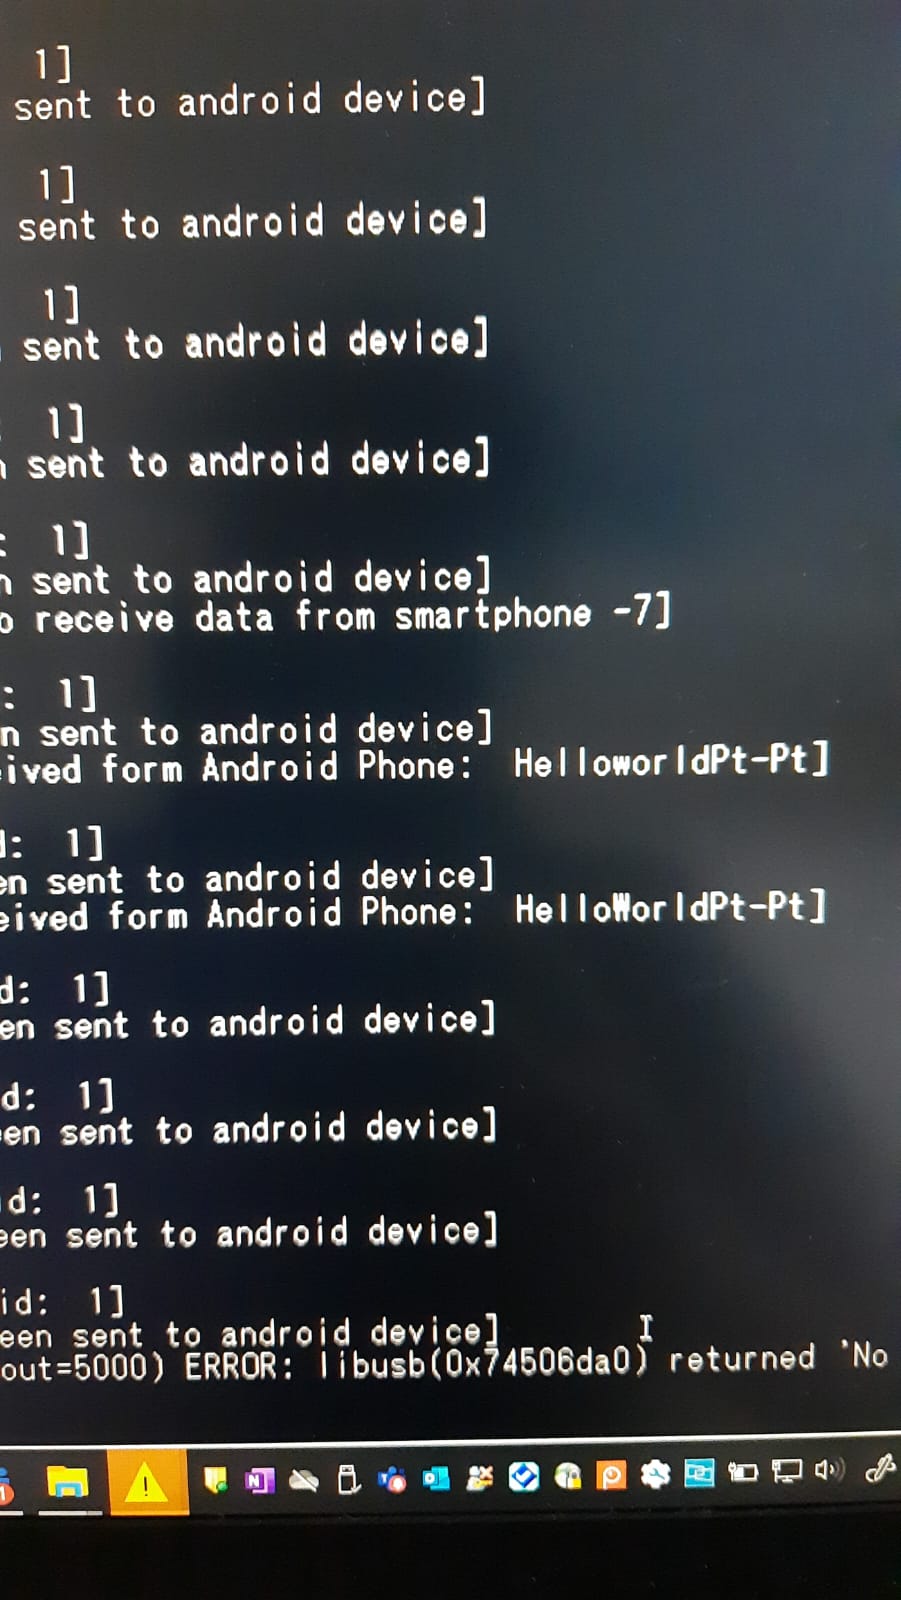 1]
sent to android device]
1]
sent to android device]
1]
sent to android device]
1]
sent to android device]
: 1]
n sent to android device]
o receive data from smartphone -7]
: 1]
n sent to android device]
ived form Android Phone: HelloworldPt-Pt]
d: 1]
en sent to android device]
eived form Android Phone: HelloWorldPt-Pt]
d: 1]
en sent to android device]
d: 1]
en sent to android device]
d: 1]
een sent to android device]
id: 1]
een sent to android device]
out=5000) ERROR: libusb(0x74506da0) returned 'No